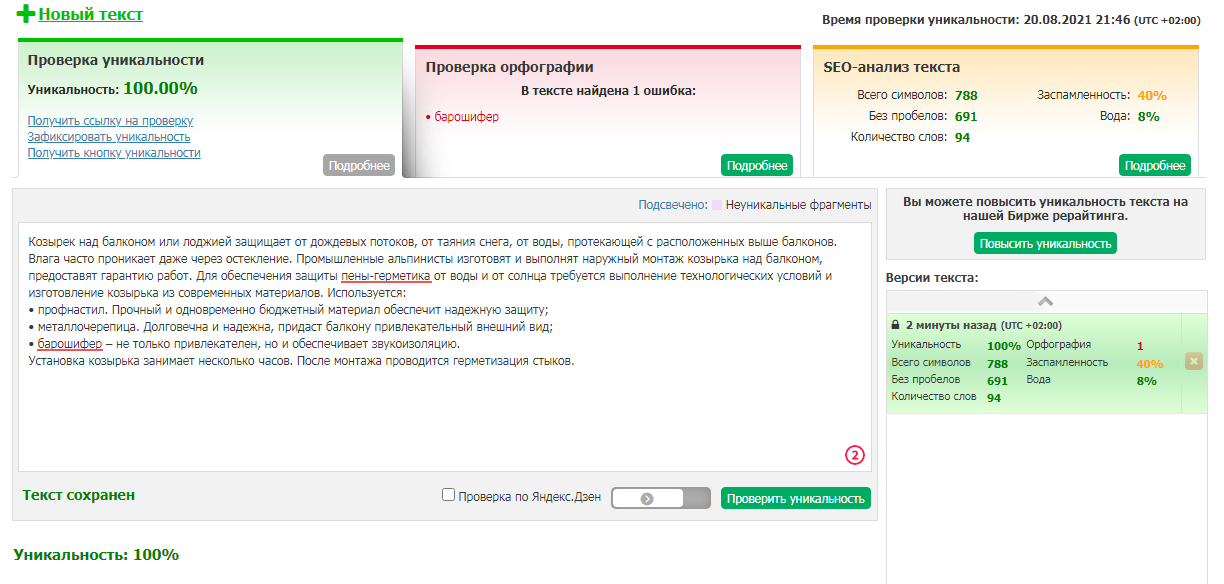 Новый текст
Время проверки уникальности: 20.08.2021 21:46 (UTC +02:00)
Проверка уникальности
Уникальность: 100.00%
Получить ссылку на проверку
Зафиксировать уникальность
Получить кнопку уникальности
Подробнее
Проверка орфографии
В тексте найдена 1 ошибка:
• барошифер
Подробнее
SEO-анализ текста
Всего символов: 788 Заспамленность: 40%
Без пробелов: 691 Вода: 8%
Количество слов: 94
Подробнее
Подсвечено: Неуникальные фрагменты
Козырек над балконом или лоджией защищает от дождевых потоков, от таяния снега, от воды, протекающей с расположенных выше балконов.
Влага часто проникает даже через остекление. Промышленные альпинисты изготовят и выполнят наружный монтаж козырька над балконом,
предоставят гарантию работ. Для обеспечения защиты пены-герметика от воды и от солнца требуется выполнение технологических условий и
изготовление козырька из современных материалов. Используется:
• профнастил. Прочный и одновременно бюджетный материал обеспечит надежную защиту;
• металлочерепица. Долговечна и надежна, придаст балкону привлекательный внешний вид;
• барошифер – не только привлекателен, но и обеспечивает звукоизоляцию.
Установка козырька занимает несколько часов. После монтажа проводится герметизация стыков.
2
Текст сохранен
Проверка по Яндекс.Дзен
Проверить уникальность
Уникальность: 100%
Вы можете повысить уникальность текста на
нашей Бирже рерайтинга.
Повысить уникальность
Версии текста:
2 минуты назад (UTC +02:00)
Уникальность 100% Орфография 1
Всего символов 788 Заспамленность 40%
Без пробелов 691 Вода 8%
Количество слов 94